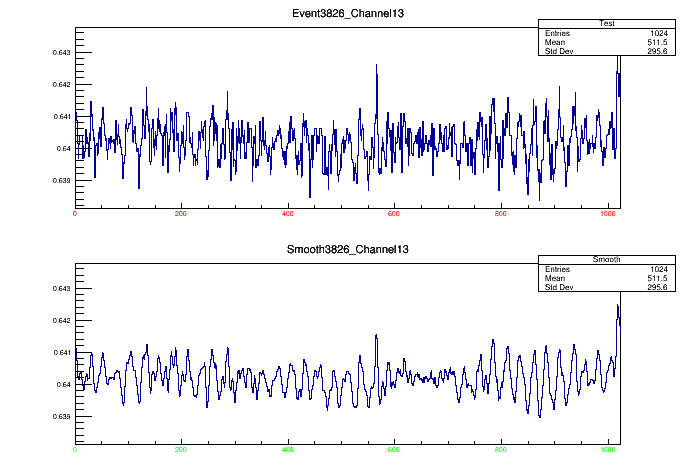 Event3826_Channel13
Test
Entries 1024
Mean 511.5
Std Dev 295.6
0.643
0.642
0.641
0.64
0.639
0 200 400 600 800 1000
Smooth3826_Channel13
Smooth
Entries 1024
Mean 511.5
Std Dev 295.6
0.643
0.642
0.641
0.64
0.639
0 200 400 600 800 1000